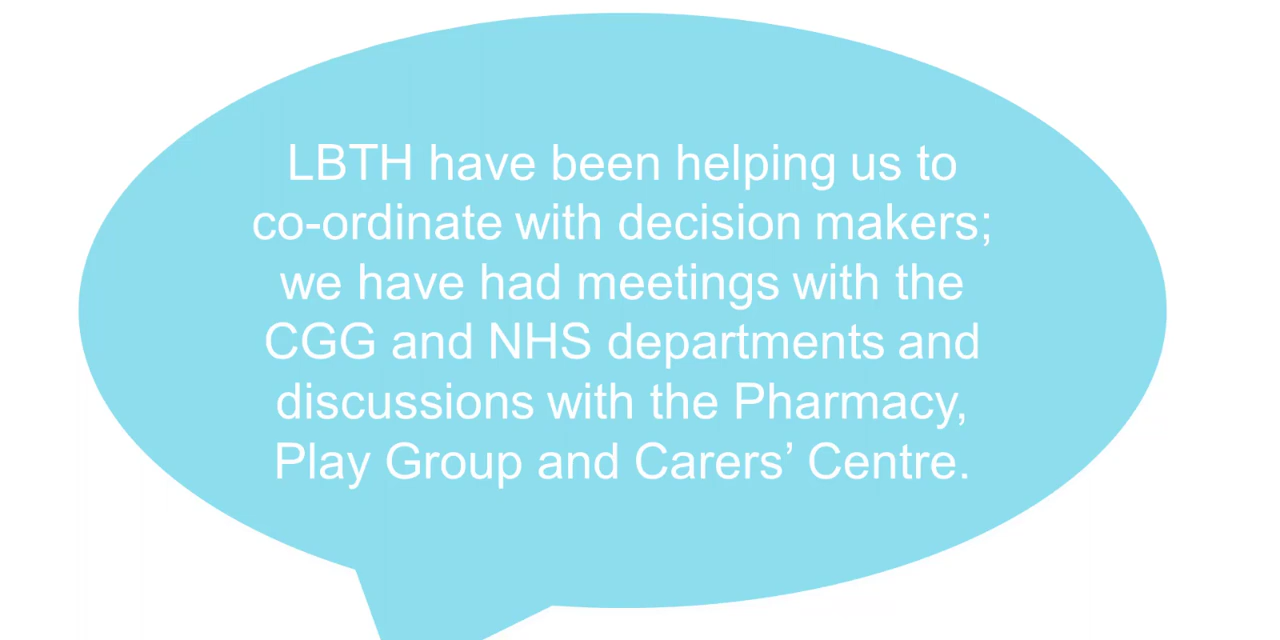 LBTH have been helping us to
co-ordinate with decision makers;
we have had meetings with the
CGG and NHS departments and
discussions with the Pharmacy,
Play Group and Carers’ Centre.